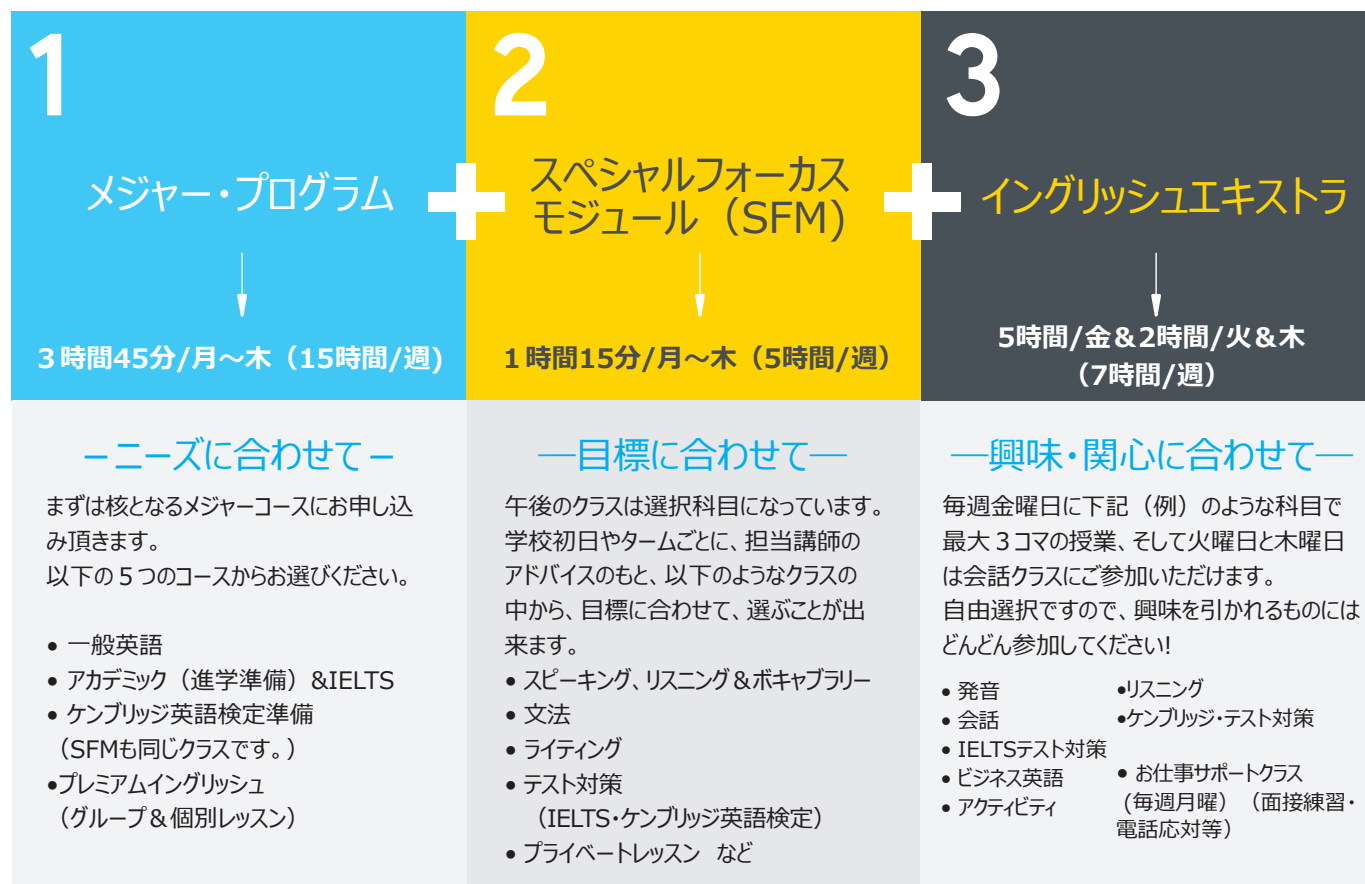 1
メジャー・プログラム
３時間45分/月～木（15時間/週)
－ニーズに合わせて－
まずは核となるメジャーコースにお申し込
み頂きます。
以下の５つのコースからお選びください。
• 一般英語
• アカデミック（進学準備）&IELTS
• ケンブリッジ英語検定準備
（SFMも同じクラスです。）
•プレミアムイングリッシュ
（グループ＆個別レッスン）
2
スペシャルフォーカス
モジュール（SFM)
１時間15分/月～木（5時間/週）
―目標に合わせて―
午後のクラスは選択科目になっています。
学校初日やタームごとに、担当講師の
アドバイスのもと、以下のようなクラスの
中から、目標に合わせて、選ぶことが出
来ます。
• スピーキング、リスニング＆ボキャブラリー
• 文法
• ライティング
• テスト対策
（IELTS・ケンブリッジ英語検定）
• プライベートレッスン など
3
イングリッシュエキストラ
5時間/金&2時間/火&木
（7時間/週）
―興味・関心に合わせて―
毎週金曜日に下記（例）のような科目で
最大３コマの授業、そして火曜日と木曜日
は会話クラスにご参加いただけます。
自由選択ですので、興味を引かれるものには
どんどん参加してください!
• 発音
• 会話
• IELTSテスト対策
• ビジネス英語
• アクティビティ
•リスニング
•ケンブリッジ・テスト対策
• お仕事サポートクラス
(毎週月曜）（面接練習・
電話応対等）